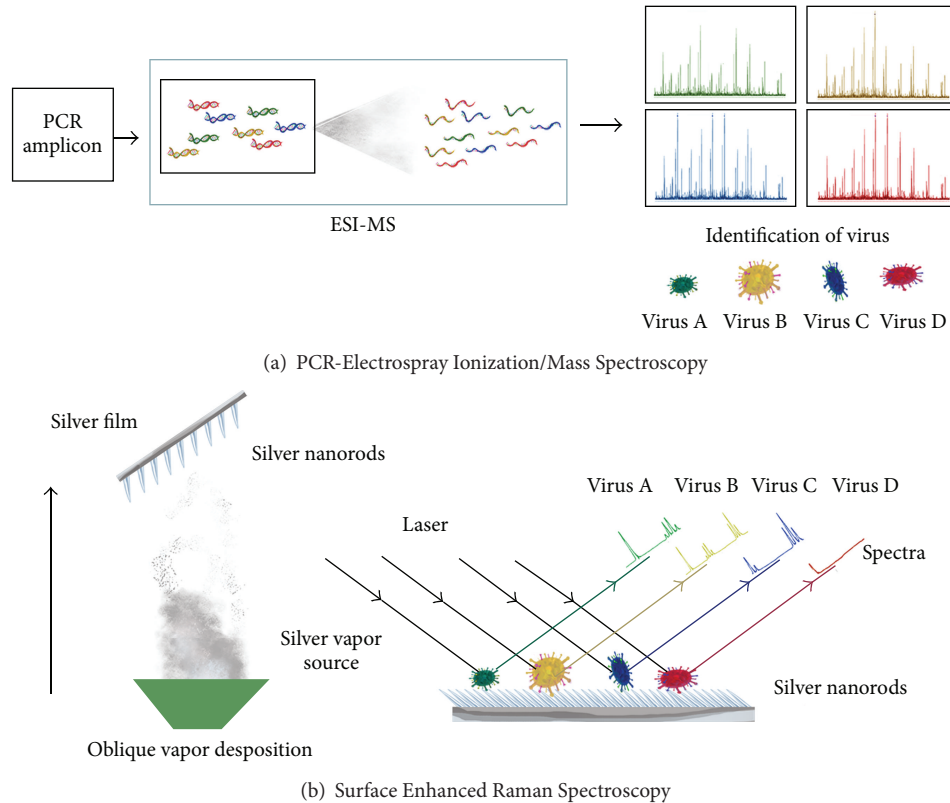 PCR
amplicon
ESI-MS
Identification of virus
Virus A Virus B Virus C Virus D
(a) PCR-Electrospray Ionization/Mass Spectroscopy
Silver film
Silver nanorods
Virus A Virus B Virus C Virus D
Laser
Spectra
Silver vapor
source
Silver nanorods
Oblique vapor desposition
(b) Surface Enhanced Raman Spectroscopy